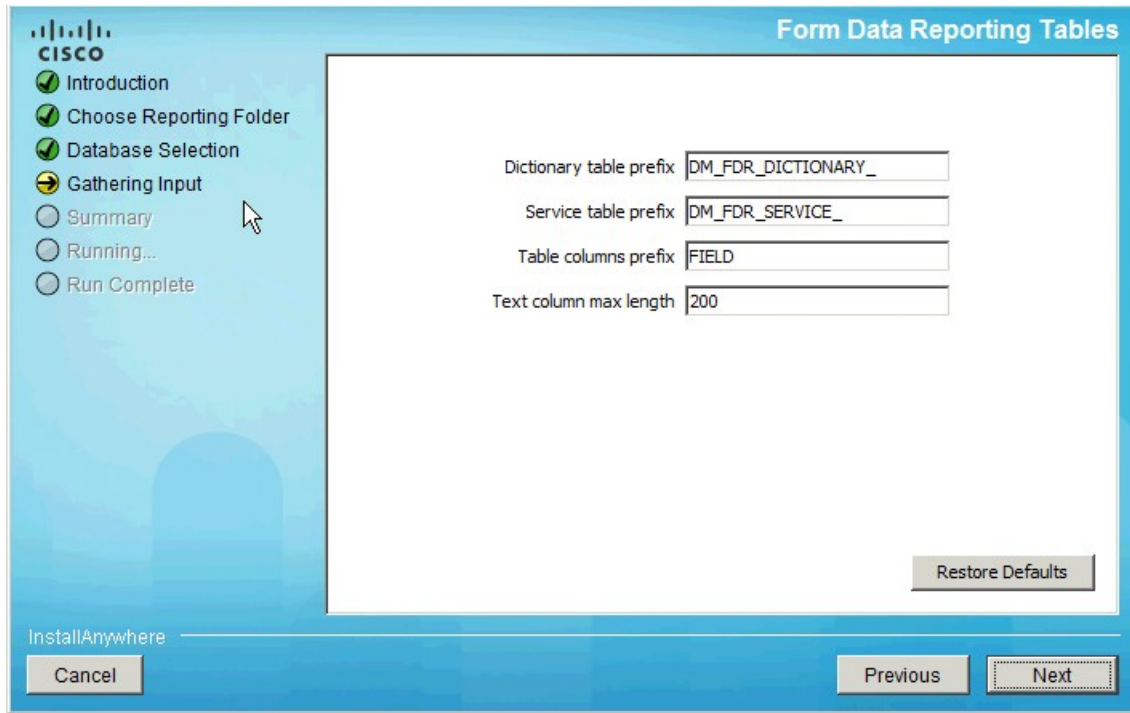 Form Data Reporting Tables
CISCO
Introduction
Choose Reporting Folder
Database Selection
Gathering Input
Summary
Running...
Run Complete
Dictionary table prefix DM_FDR_DICTIONARY_
Service table prefix DM_FDR_SERVICE_
Table columns prefix FIELD
Text column max length 200
Restore Defaults
InstallAnywhere
Cancel Previous Next